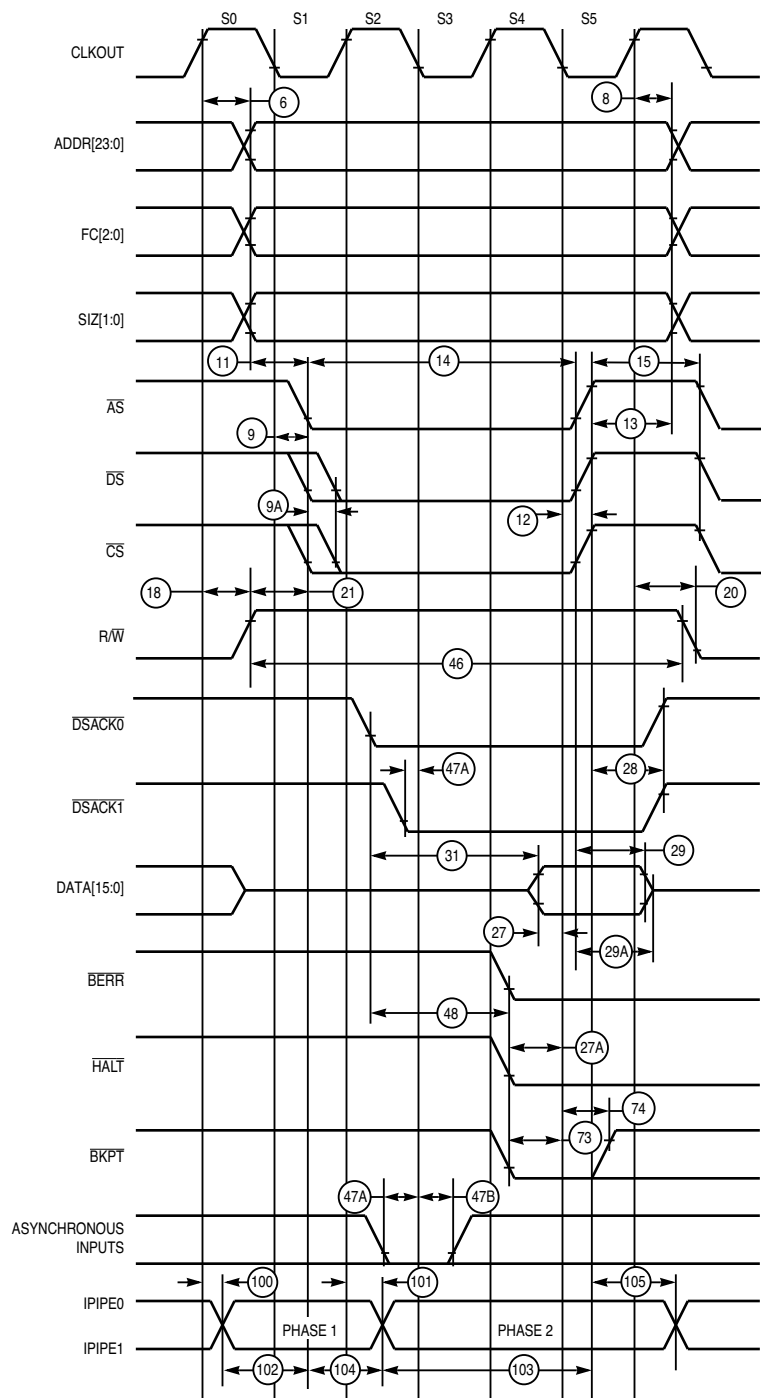 S0 S1 S2 S3 S4 S5
CLKOUT
6 8
ADDR[23:0]
FC[2:0]
SIZ[1:0]
11 14 15
AS
9 13
DS
9A 12
CS
18 21 20
R/W
46
DSACK0
47A 28
DSACK1
31 29
DATA[15:0]
27 29A
BERR
48
27A
HALT
74
73
BKPT
47A 47B
ASYNCHRONOUS
INPUTS
100 101 105
IPIPE0
PHASE 1 PHASE 2
IPIPE1
102 104 103